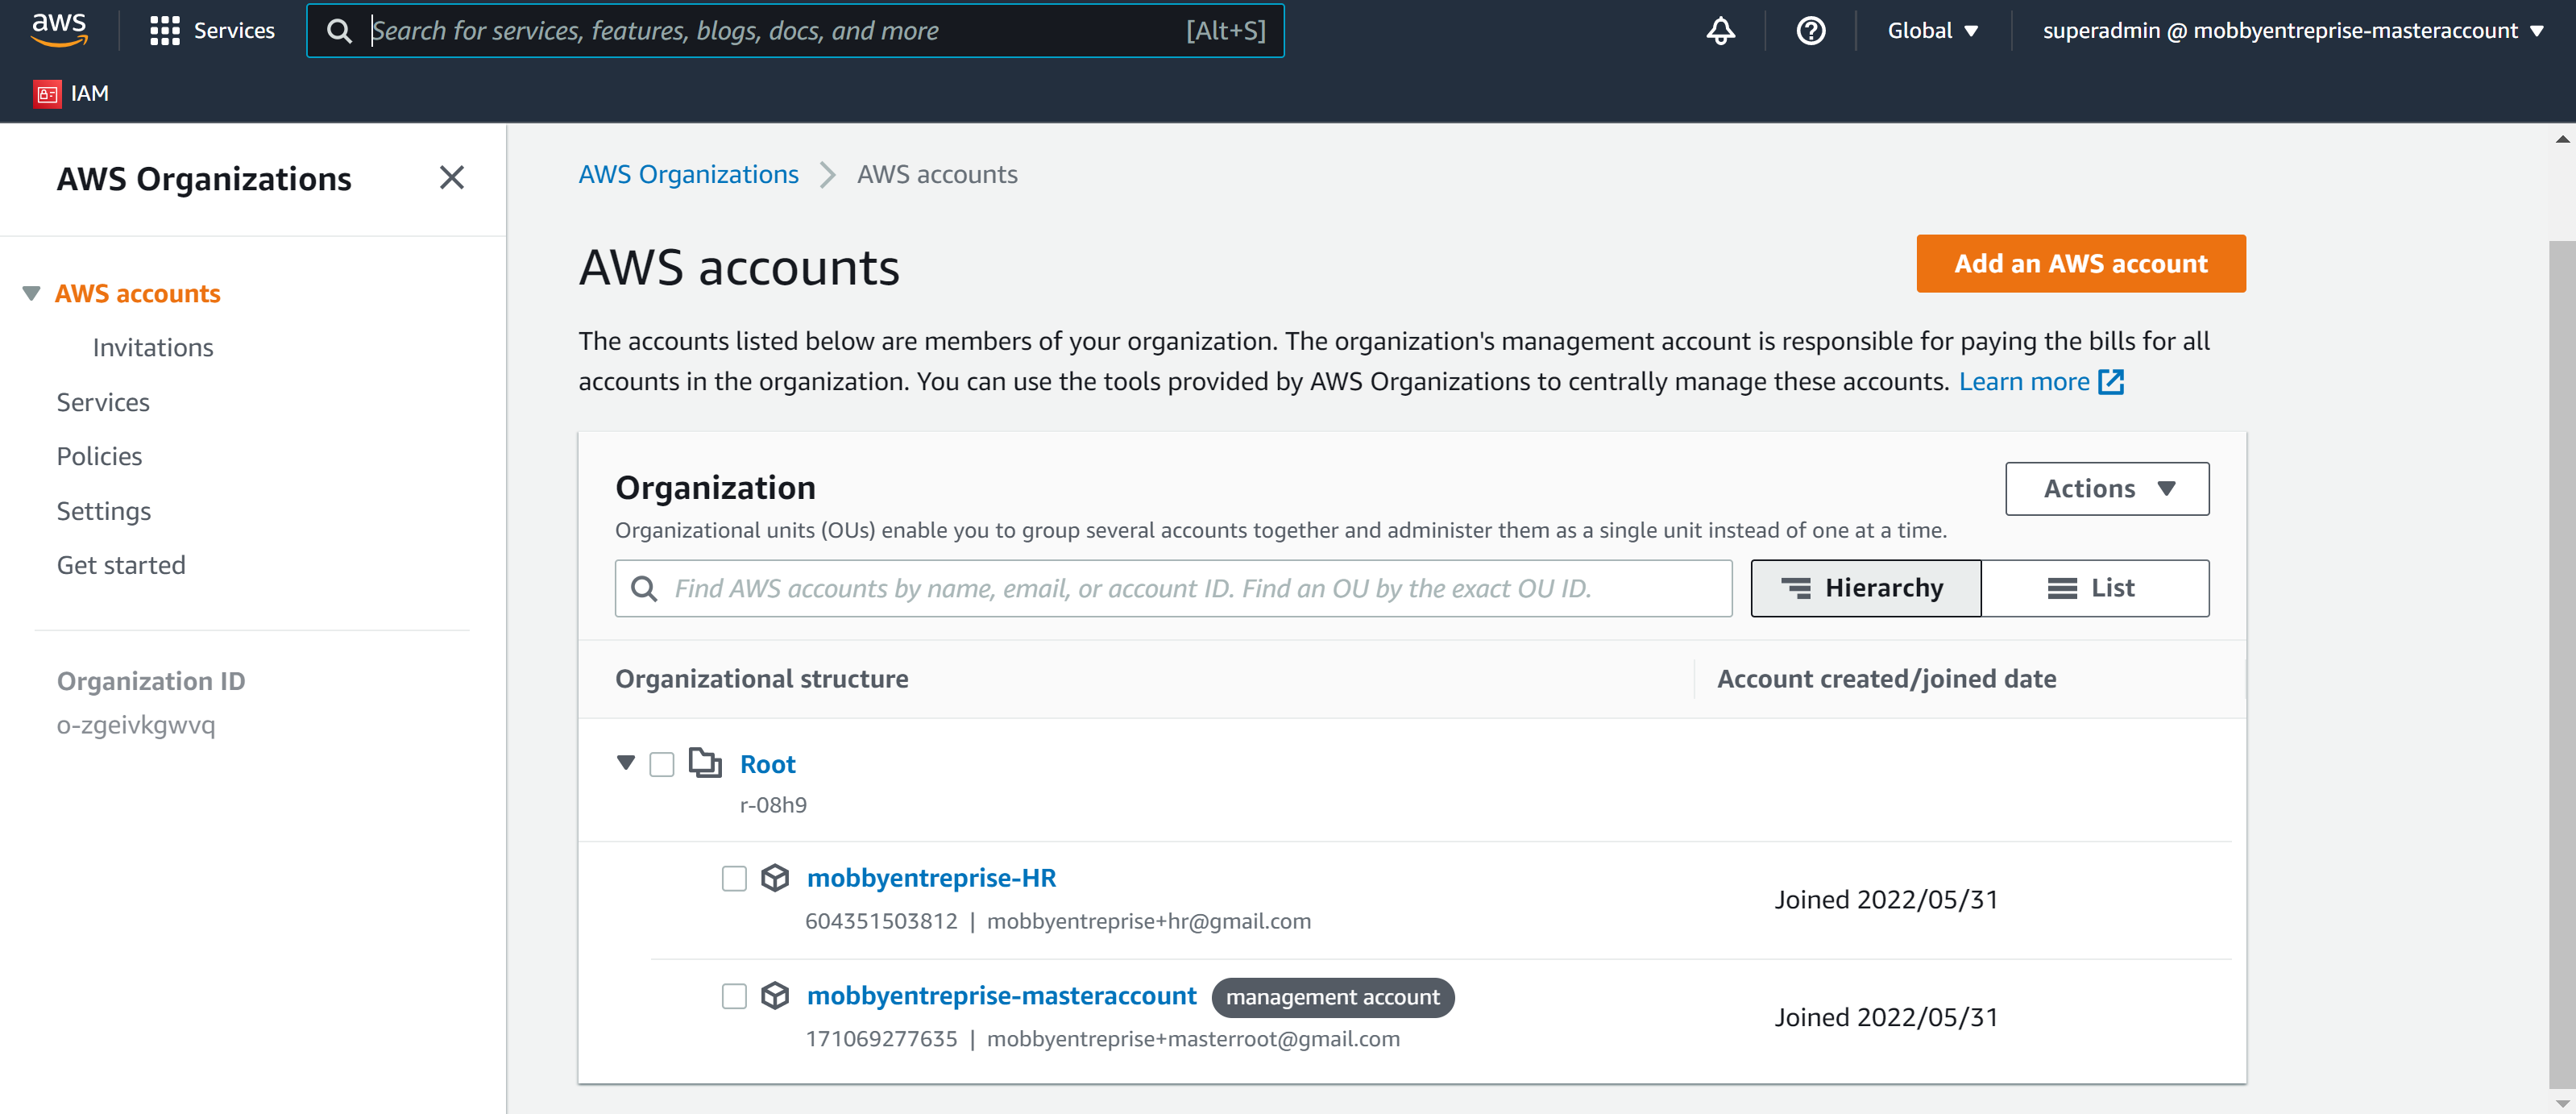 aws
Services
Search for services, features, blogs, docs, and more
[Alt+S]
Global
superadmin @ mobbyentreprise-masteraccount
IAM
AWS Organizations
AWS accounts
Invitations
Services
Policies
Settings
Get started
Organization ID
o-zgeivkgwvq
AWS Organizations
AWS accounts
AWS accounts
Add an AWS account
The accounts listed below are members of your organization. The organization's management account is responsible for paying the bills for all
accounts in the organization. You can use the tools provided by AWS Organizations to centrally manage these accounts. Learn more
Organization
Actions
Organizational units (OUs) enable you to group several accounts together and administer them as a single unit instead of one at a time.
Find AWS accounts by name, email, or account ID. Find an OU by the exact OU ID.
Hierarchy
List
Organizational structure
Account created/joined date
Root
r-08h9
mobbyentreprise-HR
604351503812 | mobbyentreprise+hr@gmail.com
Joined 2022/05/31
mobbyentreprise-masteraccount
management account
171069277635 | mobbyentreprise+masterroot@gmail.com
Joined 2022/05/31